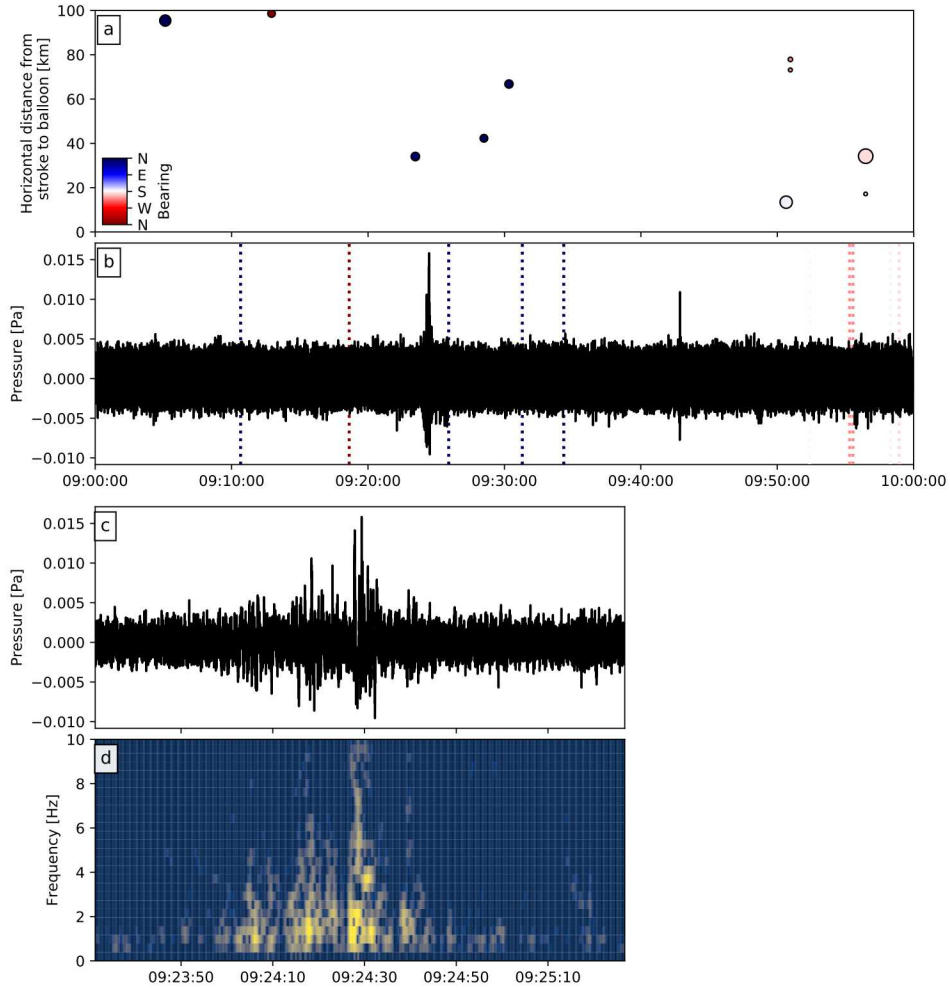 a
100
80
60
40
20
0
Horizontal distance from
stroke to balloon [km]
N
E
S
W
N
Bearing
b
0.015
0.010
0.005
0.000
−0.005
−0.010
Pressure [Pa]
09:00:00 09:10:00 09:20:00 09:30:00 09:40:00 09:50:00 10:00:00
c
0.015
0.010
0.005
0.000
−0.005
−0.010
Pressure [Pa]
d
10
8
6
4
2
0
Frequency [Hz]
09:23:50 09:24:10 09:24:30 09:24:50 09:25:10